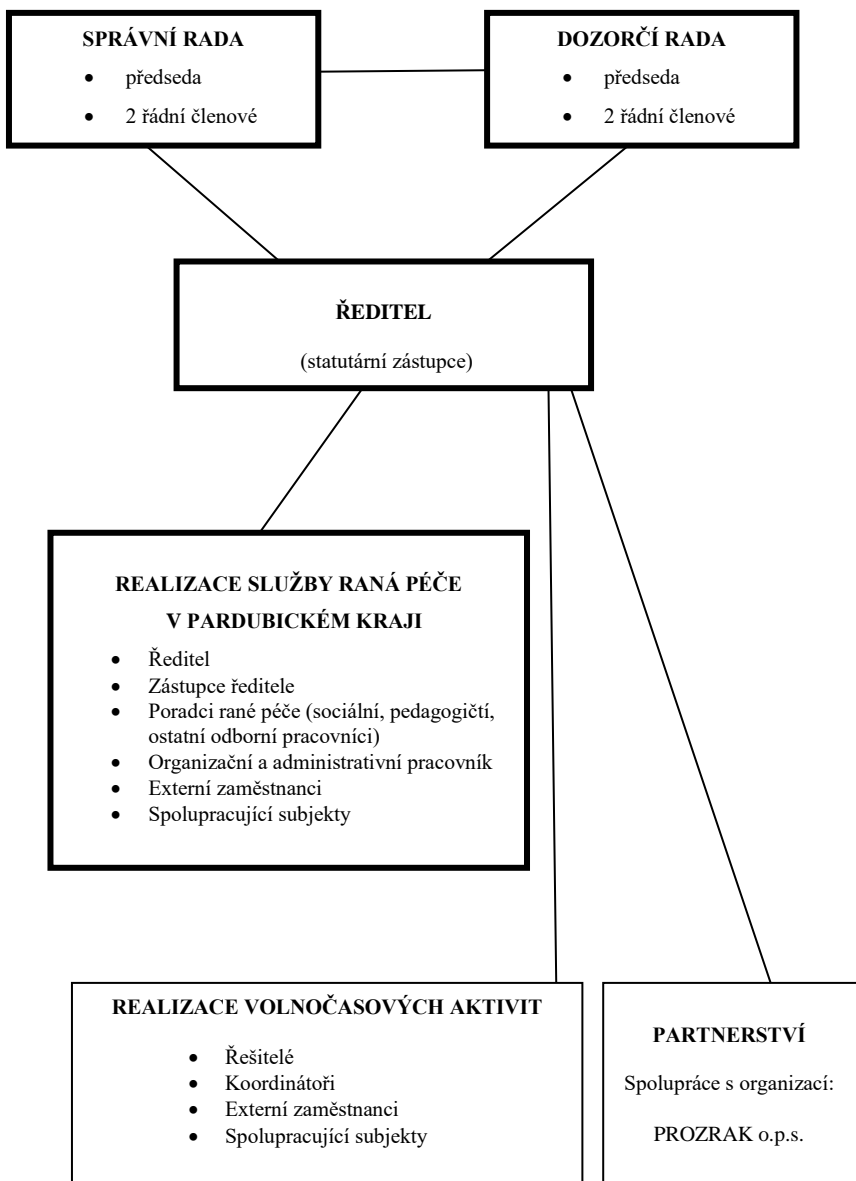 SPRÁVNÍ RADA
• předseda
• 2 řádní členové
DOZORČÍ RADA
• předseda
• 2 řádní členové
ŘEDITEL
(statutární zástupce)
REALIZACE SLUŽBY RANÁ PÉČE
V PARDUBICKÉM KRAJI
• Ředitel
• Zástupce ředitele
• Poradci rané péče (sociální, pedagogičtí,
ostatní odborní pracovníci)
• Organizační a administrativní pracovník
• Externí zaměstnanci
• Spolupracující subjekty
REALIZACE VOLNOČASOVÝCH AKTIVIT
• Řešitelé
• Koordinátoři
• Externí zaměstnanci
• Spolupracující subjekty
PARTNERSTVÍ
Spolupráce s organizací:
PROZRAK o.p.s.